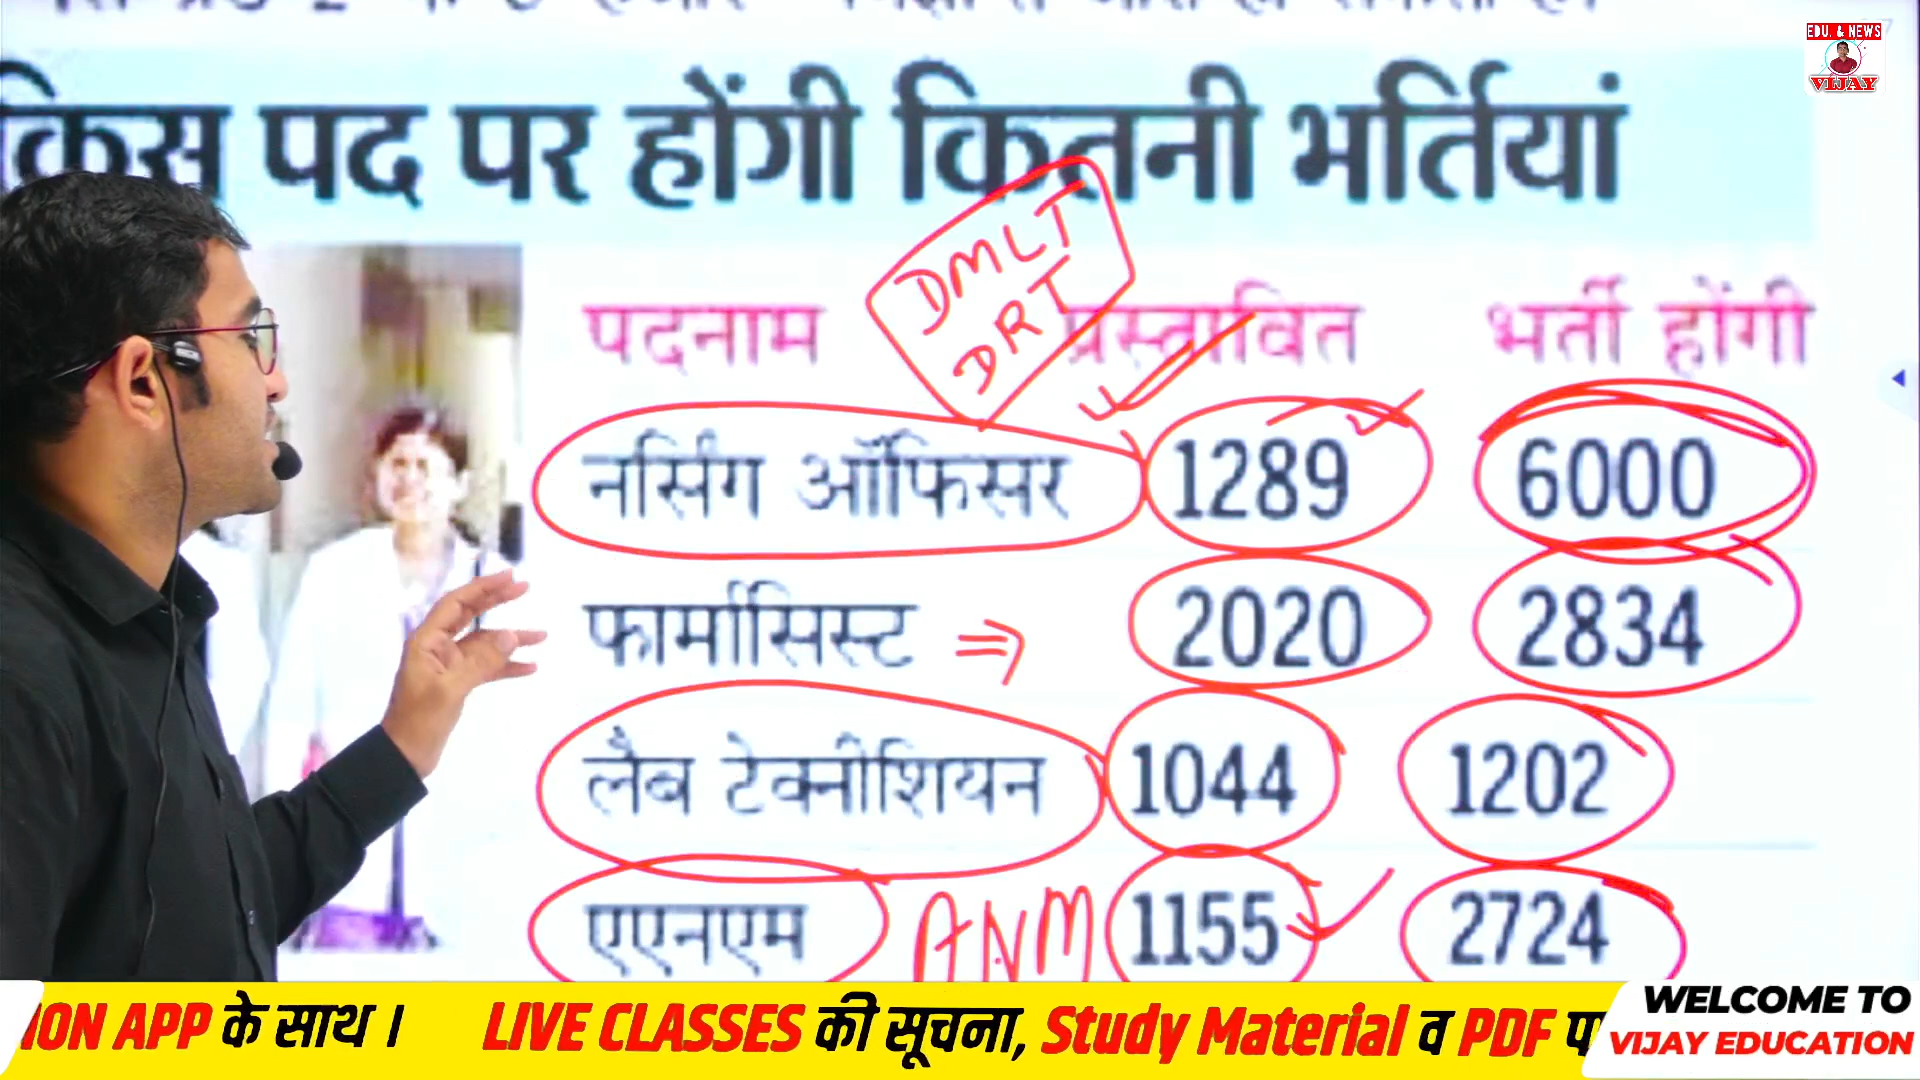 EDU. & NEWS
VIJAY
किस पद पर होंगी कितनी भर्तियां
DMLT
DRT
पदनाम प्रस्तावित भर्ती होंगी
नर्सिंग ऑफिसर 1289 6000
फार्मासिस्ट ⇒ 2020 2834
लैब टेक्नीशियन 1044 1202
एएनएम ANM 1155 2724
ION APP के साथ। LIVE CLASSES की सूचना, Study Material व PDF
WELCOME TO
VIJAY EDUCATION